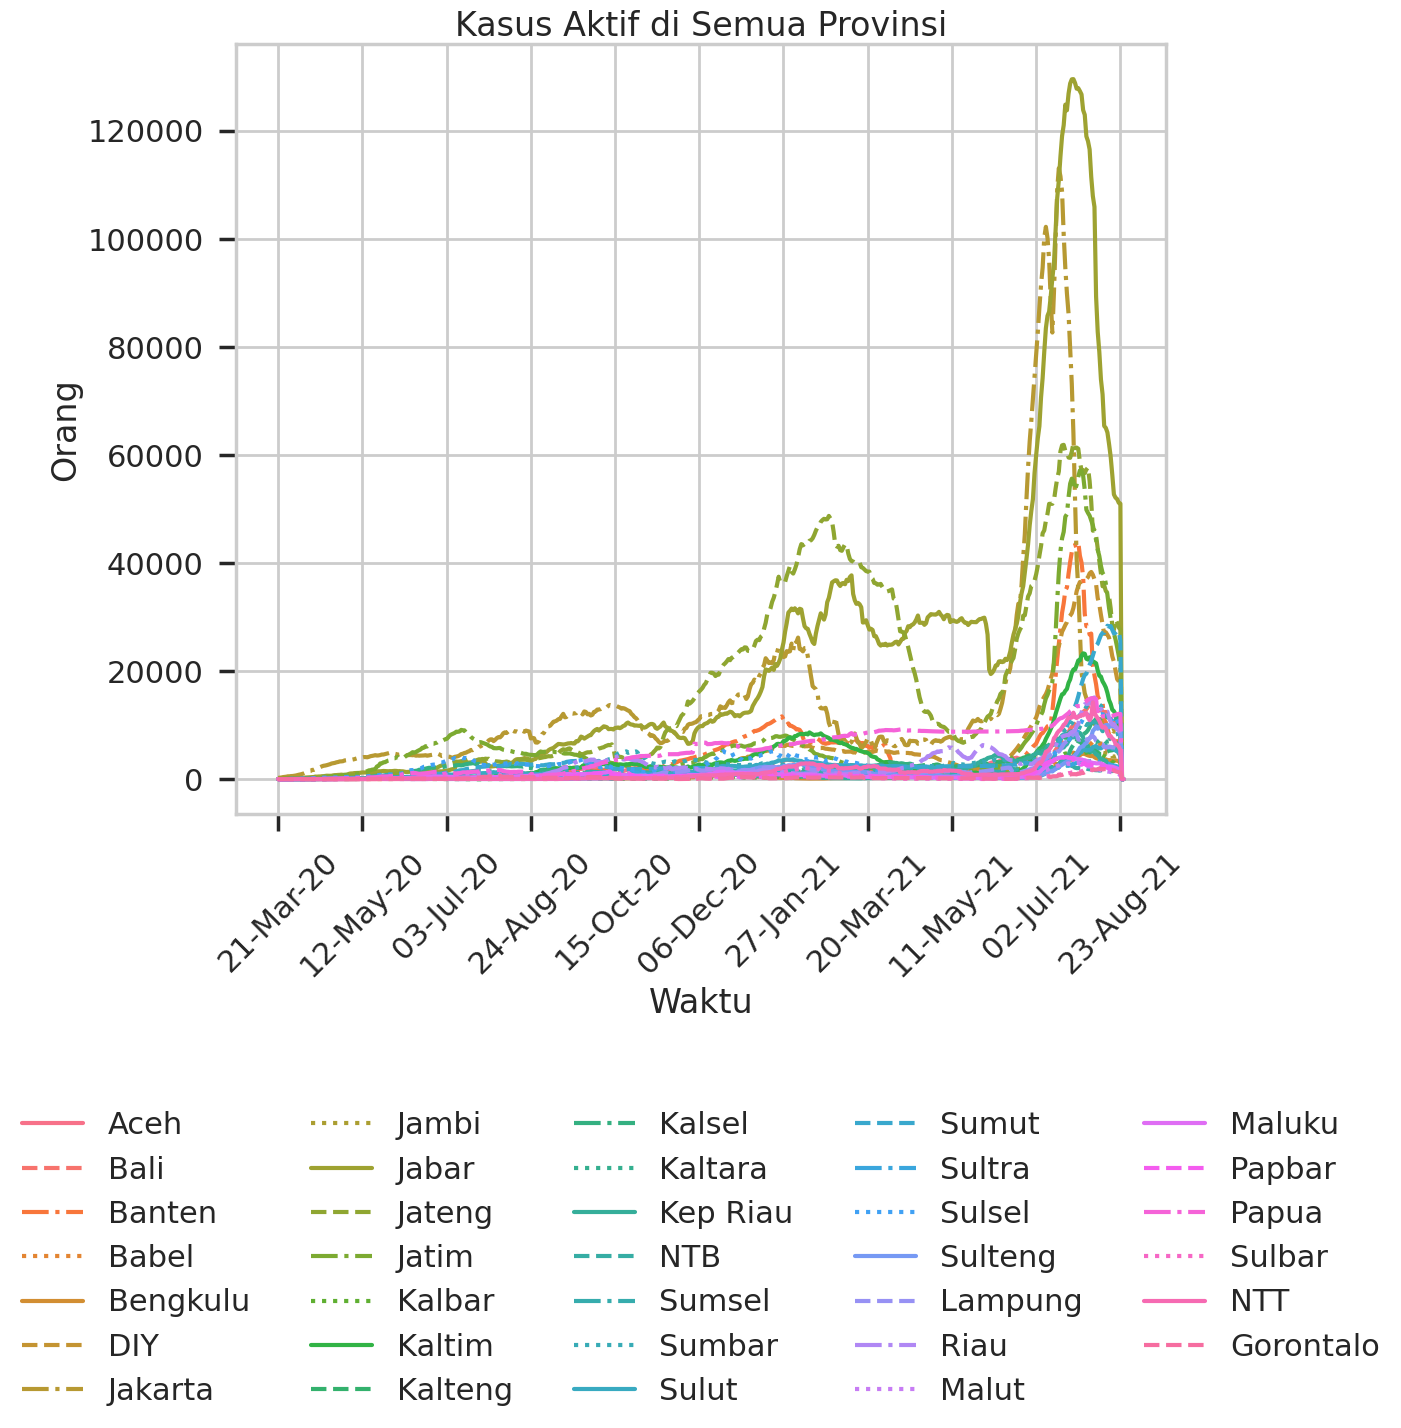 Kasus Aktif di Semua Provinsi
120000
100000
80000
60000
40000
20000
0
Orang
21-Mar-20
12-May-20
03-Jul-20
24-Aug-20
15-Oct-20
06-Dec-20
27-Jan-21
20-Mar-21
11-May-21
02-Jul-21
23-Aug-21
Waktu
Aceh
Bali
Banten
Babel
Bengkulu
DIY
Jakarta
Jambi
Jabar
Jateng
Jatim
Kalbar
Kaltim
Kalteng
Kalsel
Kaltara
Kep Riau
NTB
Sumsel
Sumbar
Sulut
Sumut
Sultra
Sulsel
Sulteng
Lampung
Riau
Malut
Maluku
Papbar
Papua
Sulbar
NTT
Gorontalo